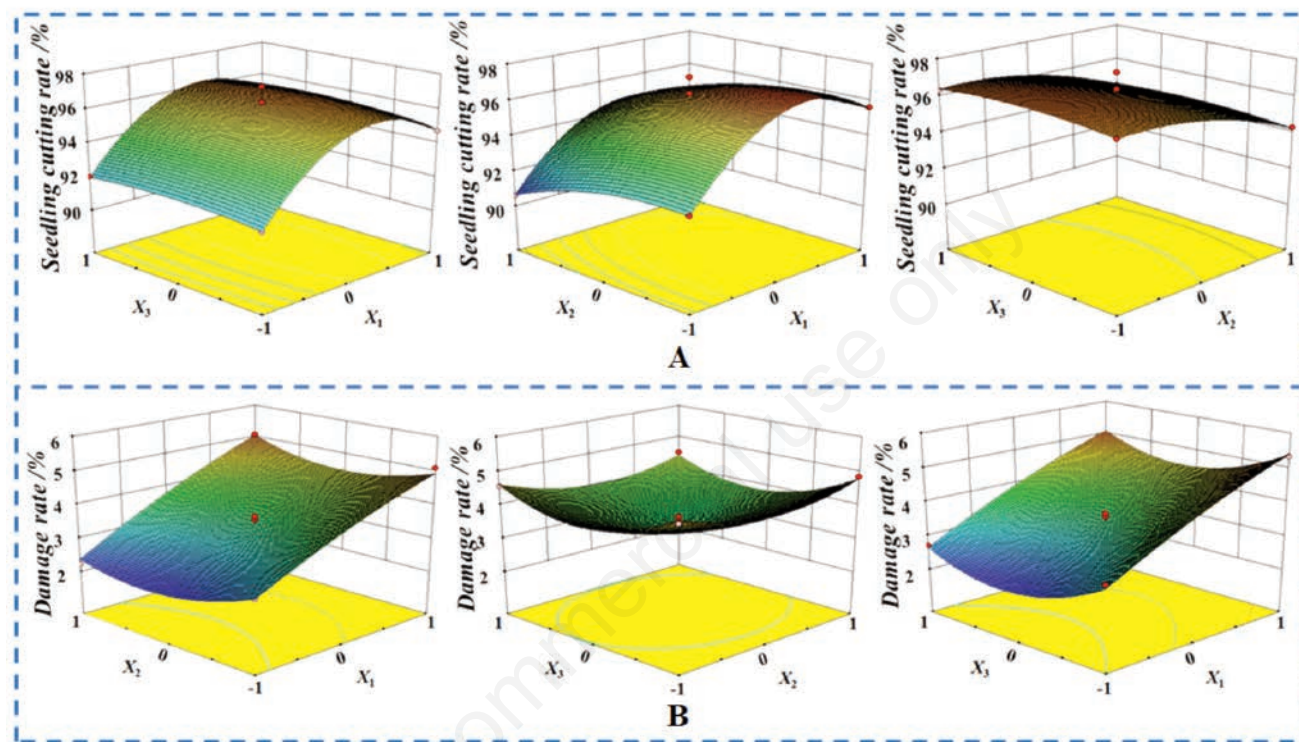 Seedling cutting rate /%
98
96
94
92
90
1
X3
0
-1
0
X1
1
Seedling cutting rate /%
98
96
94
92
90
1
X2
0
-1
0
X1
1
Seedling cutting rate /%
98
96
94
92
90
1
X3
0
-1
0
X2
1
A
Damage rate /%
6
5
4
3
2
1
X2
0
-1
0
X1
1
Damage rate /%
6
5
4
3
2
1
X3
0
-1
0
X2
1
Damage rate /%
6
5
4
3
2
1
X3
0
-1
0
X1
1
B
ommercial use only